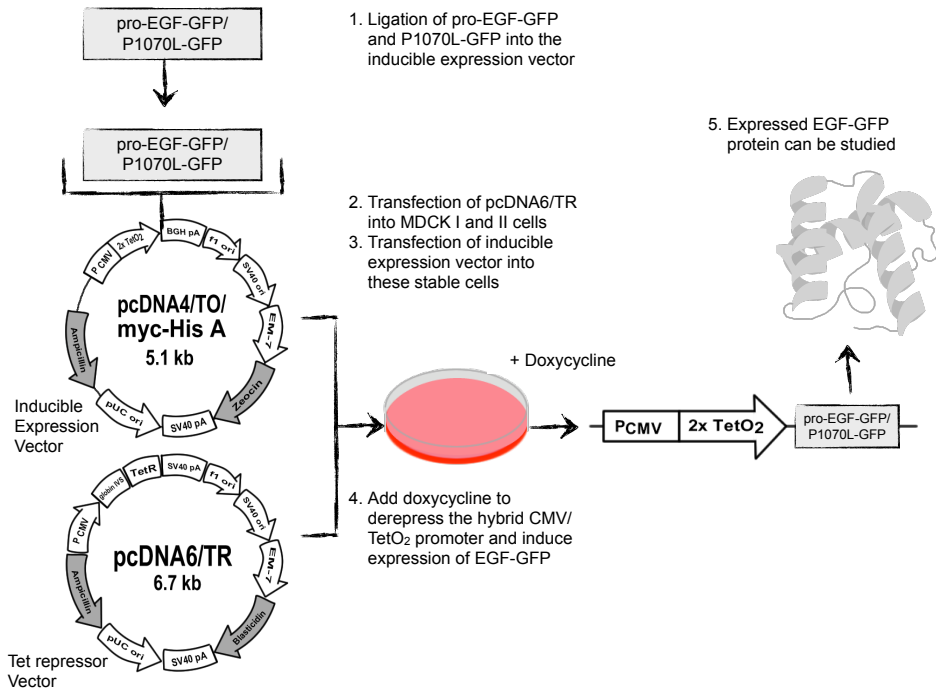 pro-EGF-GFP/
P1070L-GFP
1. Ligation of pro-EGF-GFP
and P1070L-GFP into the
inducible expression vector
pro-EGF-GFP/
P1070L-GFP
2. Transfection of pcDNA6/TR
into MDCK I and II cells
3. Transfection of inducible
expression vector into
these stable cells
5. Expressed EGF-GFP
protein can be studied
P CMV
2x TetO2
BGH pA
f1 ori
SV40 ori
EM-7
Zeocin
SV40 pA
pUC ori
Ampicillin
pcDNA4/TO/
myc-His A
5.1 kb
Inducible
Expression
Vector
+ Doxycycline
PCMV
2x TetO2
pro-EGF-GFP/
P1070L-GFP
4. Add doxycycline to
derepress the hybrid CMV/
TetO2 promoter and induce
expression of EGF-GFP
P CMV
globin IVS
TetR
SV40 pA
f1 ori
SV40 ori
EM-7
Blasticidin
SV40 pA
pUC ori
Ampicillin
pcDNA6/TR
6.7 kb
Tet repressor
Vector